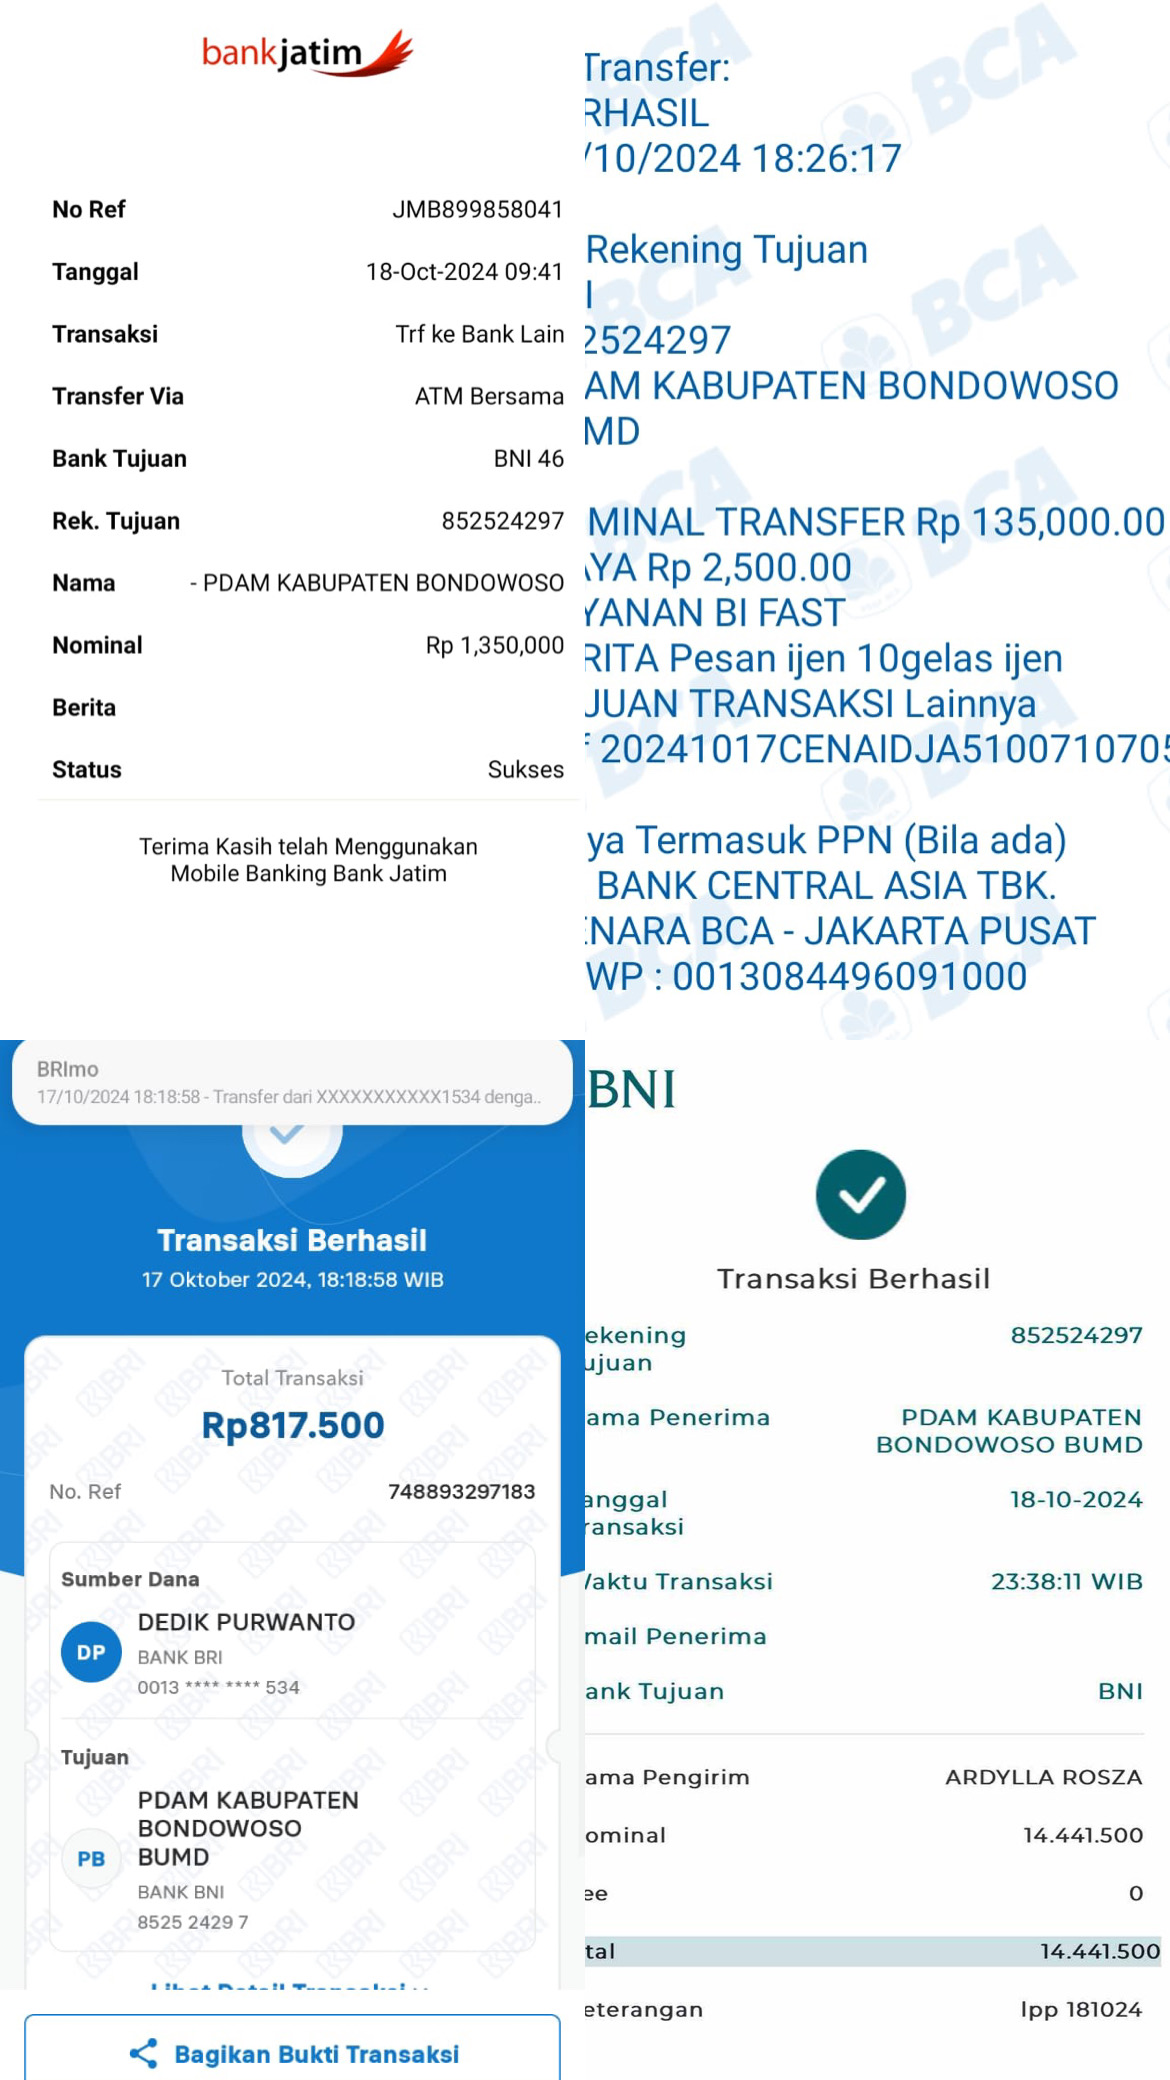 bankjatim
No Ref JMB899858041
Tanggal 18-Oct-2024 09:41
Transaksi Trf ke Bank Lain
Transfer Via ATM Bersama
Bank Tujuan BNI 46
Rek. Tujuan 852524297
Nama - PDAM KABUPATEN BONDOWOSO
Nominal Rp 1,350,000
Berita
Status Sukses
Terima Kasih telah Menggunakan
Mobile Banking Bank Jatim
Transfer:
RHASIL
/10/2024 18:26:17
Rekening Tujuan
I
2524297
AM KABUPATEN BONDOWOSO
MD
MINAL TRANSFER Rp 135,000.00
YA Rp 2,500.00
YANAN BI FAST
RITA Pesan ijen 10gelas ijen
JUAN TRANSAKSI Lainnya
20241017CENAIDJA5100710705
ya Termasuk PPN (Bila ada)
BANK CENTRAL ASIA TBK.
NARA BCA - JAKARTA PUSAT
WP : 0013084496091000
BCA
BRImo
17/10/2024 18:18:58 - Transfer dari XXXXXXXXXXX1534 denga..
Transaksi Berhasil
17 Oktober 2024, 18:18:58 WIB
Total Transaksi
Rp817.500
No. Ref 748893297183
Sumber Dana
DP
DEDIK PURWANTO
BANK BRI
0013 **** **** 534
Tujuan
PB
PDAM KABUPATEN
BONDOWOSO
BUMD
BANK BNI
8525 2429 7
Lihat Detail Transaksi
Bagikan Bukti Transaksi
BRI
BNI
Transaksi Berhasil
ekening 852524297
ujuan
ama Penerima PDAM KABUPATEN
BONDOWOSO BUMD
anggal 18-10-2024
ransaksi
Waktu Transaksi 23:38:11 WIB
mail Penerima
ank Tujuan BNI
ama Pengirim ARDYLLA ROSZA
ominal 14.441.500
ee 0
tal 14.441.500
eterangan lpp 181024